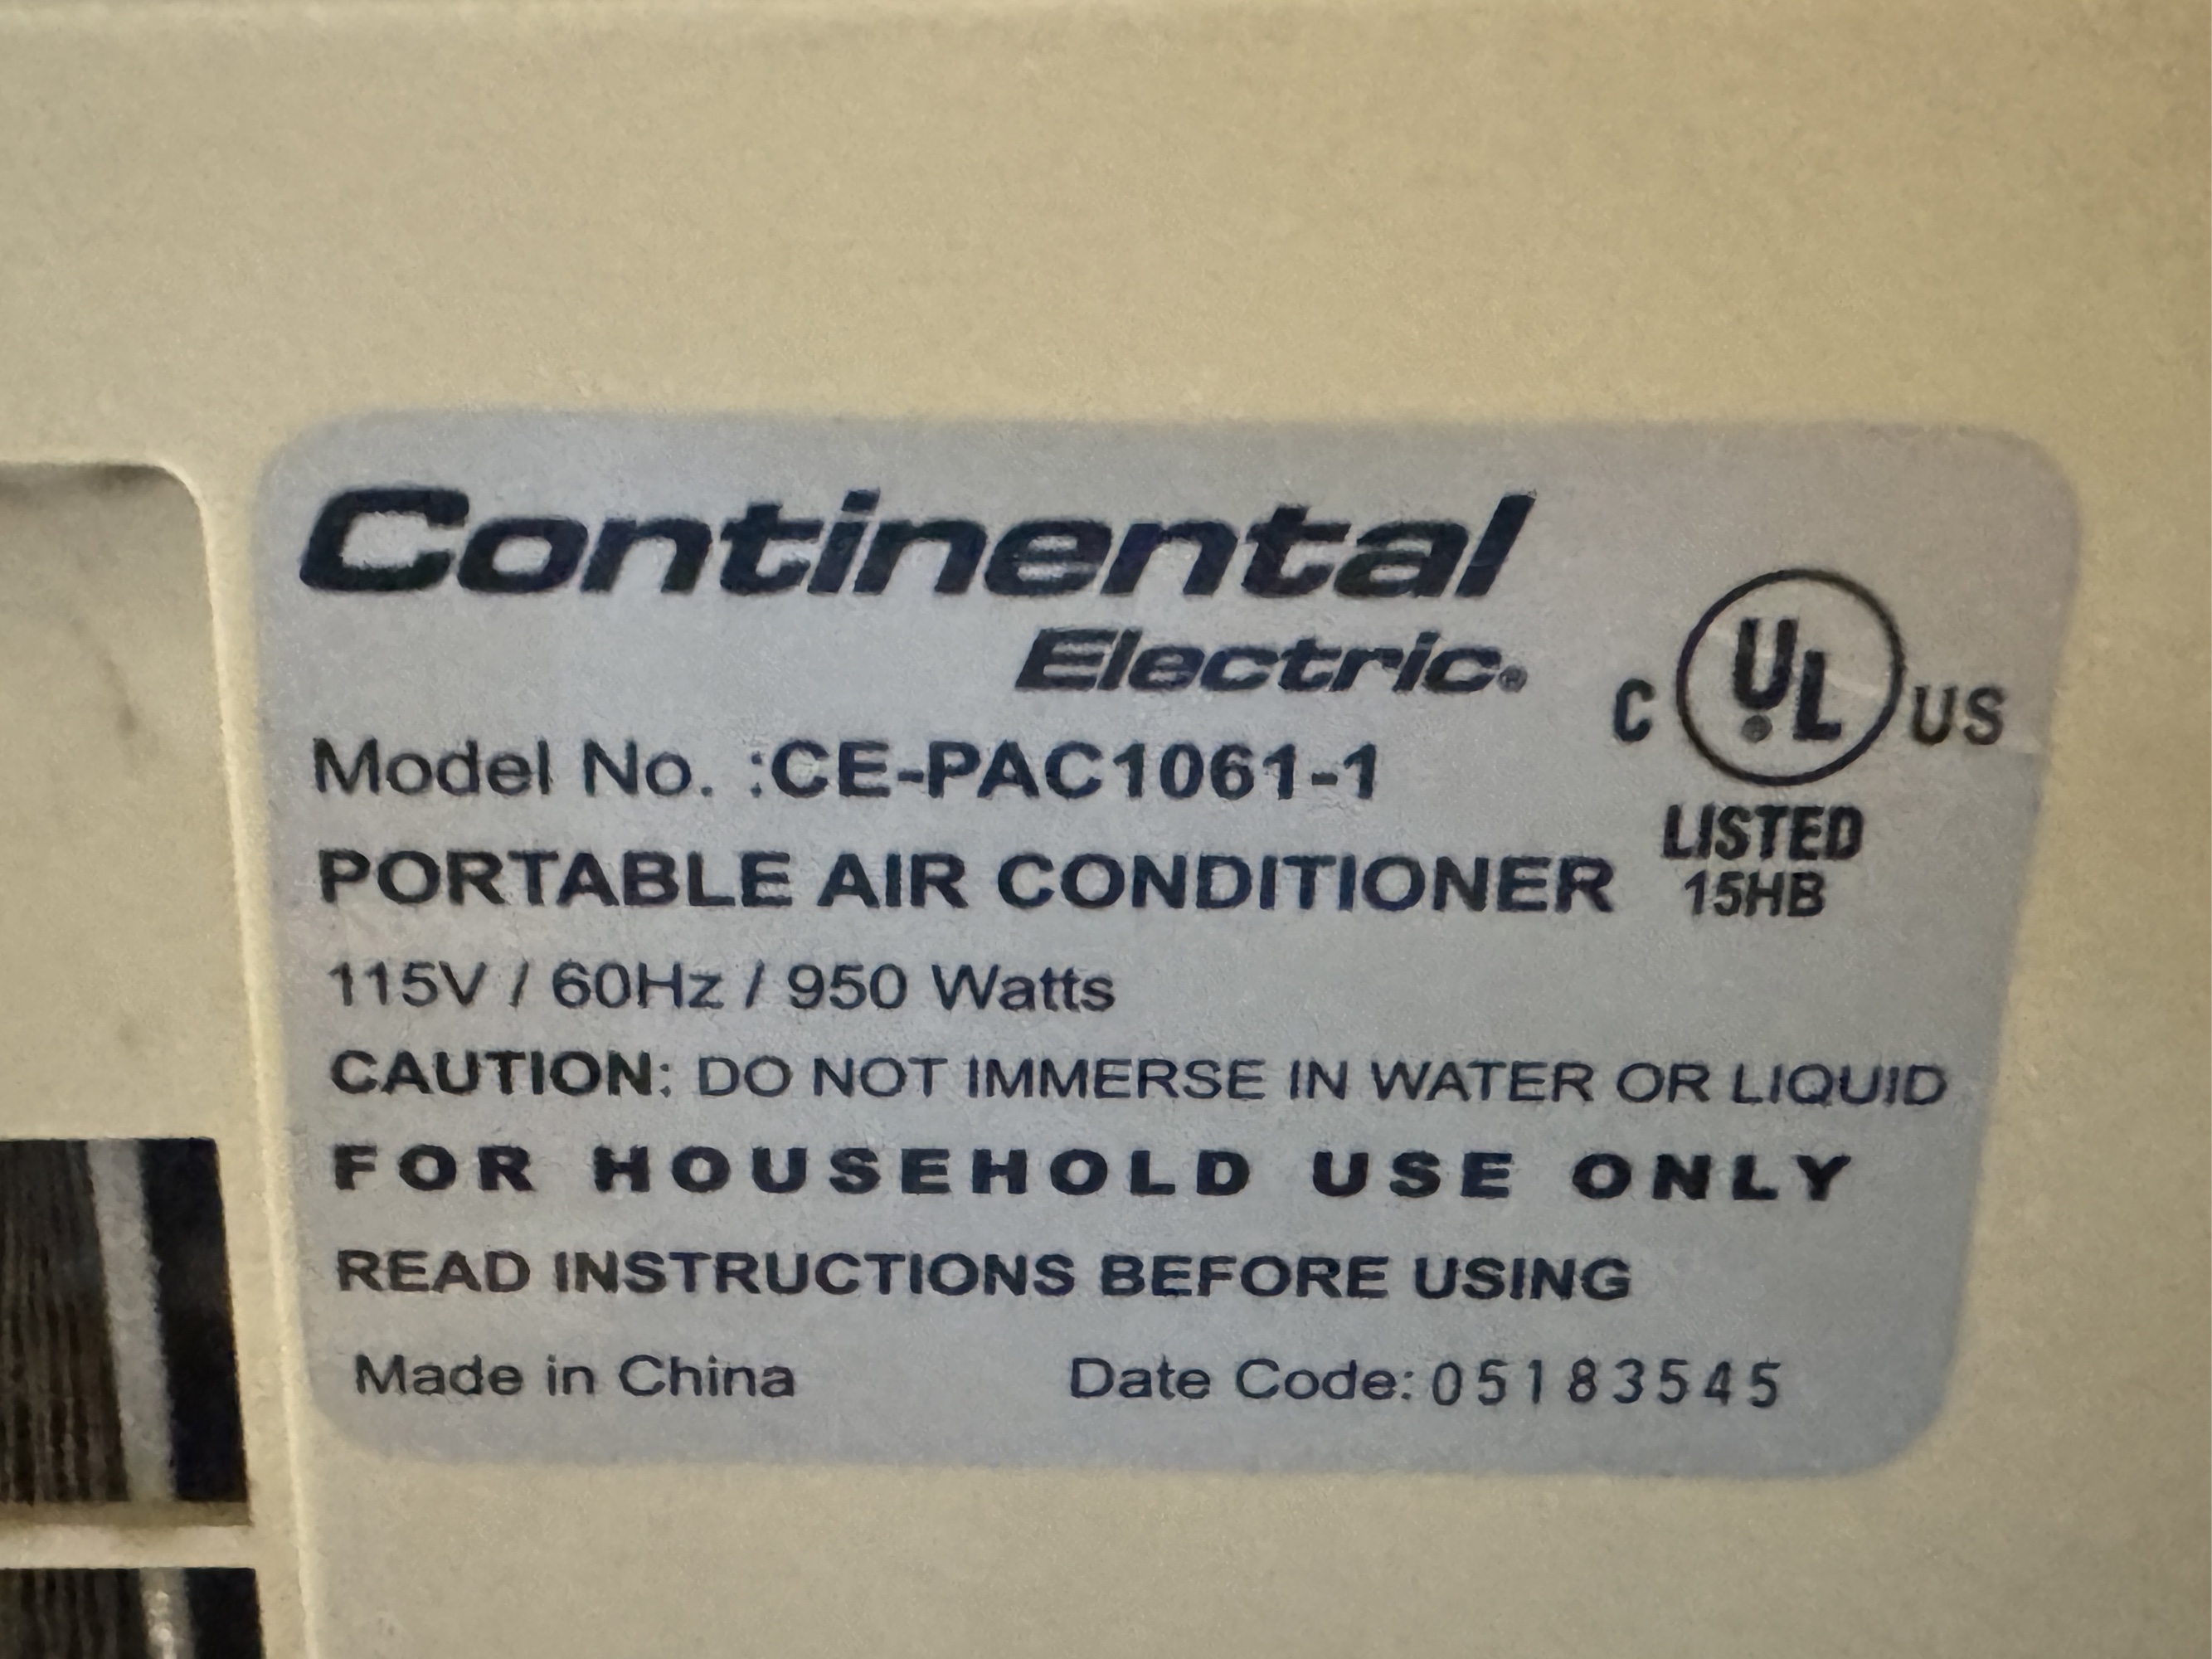 Continental
Electric®
C UL® US
LISTED
15HB
Model No. :CE-PAC1061-1
PORTABLE AIR CONDITIONER
115V / 60Hz / 950 Watts
CAUTION: DO NOT IMMERSE IN WATER OR LIQUID
FOR HOUSEHOLD USE ONLY
READ INSTRUCTIONS BEFORE USING
Made in China Date Code: 05183545